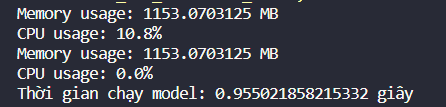 Memory usage: 1153.0703125 MB
CPU usage: 10.8%
Memory usage: 1153.0703125 MB
CPU usage: 0.0%
Thời gian chạy model: 0.955021858215332 giây